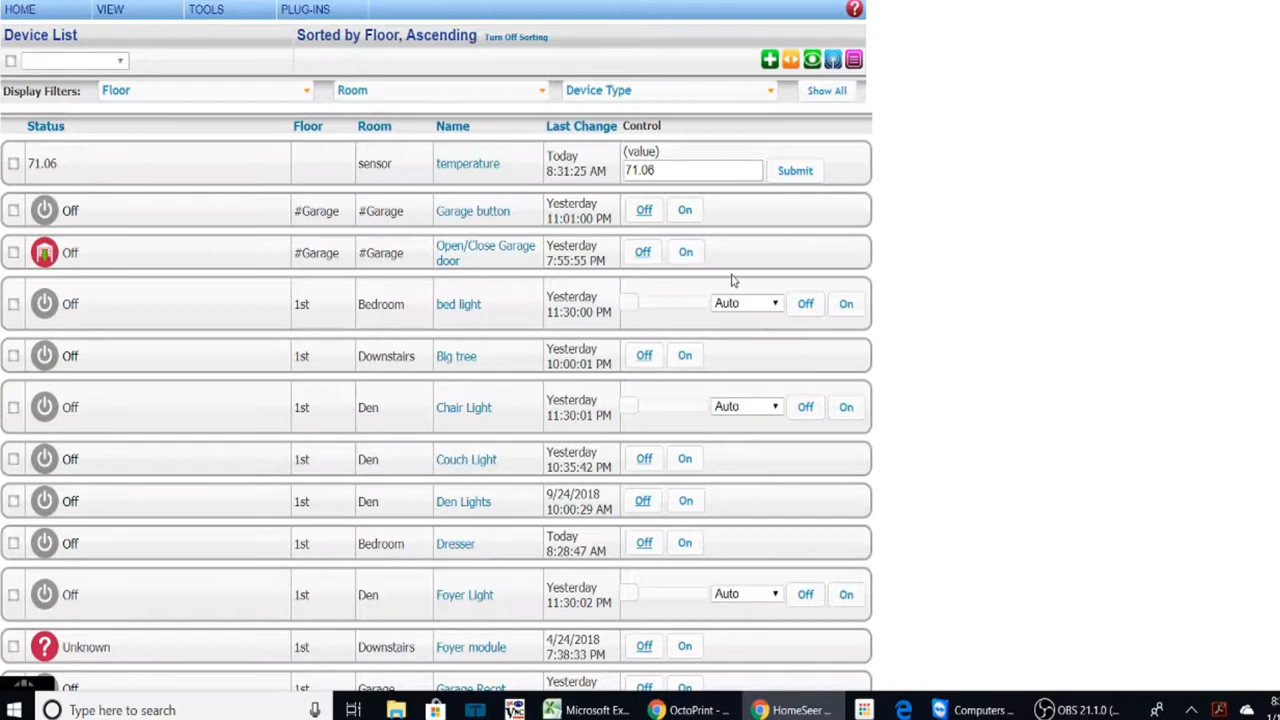 HOME VIEW TOOLS PLUG-INS ?
Device List Sorted by Floor, Ascending Turn Off Sorting
Display Filters: Floor Room Device Type Show All
Status Floor Room Name Last Change Control
71.06 sensor temperature Today 8:31:25 AM (value) 71.06 Submit
Off #Garage #Garage Garage button Yesterday 11:01:00 PM Off On
Off #Garage #Garage Open/Close Garage door Yesterday 7:55:55 PM Off On
Off 1st Bedroom bed light Yesterday 11:30:00 PM Auto Off On
Off 1st Downstairs Big tree Yesterday 10:00:01 PM Off On
Off 1st Den Chair Light Yesterday 11:30:01 PM Auto Off On
Off 1st Den Couch Light Yesterday 10:35:42 PM Off On
Off 1st Den Den Lights 9/24/2018 10:00:29 AM Off On
Off 1st Bedroom Dresser Today 8:28:47 AM Off On
Off 1st Den Foyer Light Yesterday 11:30:02 PM Auto Off On
? Unknown 1st Downstairs Foyer module 4/24/2018 7:38:33 PM Off On
Off 1st Garage Garage Recpt Yesterday Off On
Type here to search Microsoft Ex... OctoPrint - ... HomeSeer ... Computers ... OBS 21.1.0 (...